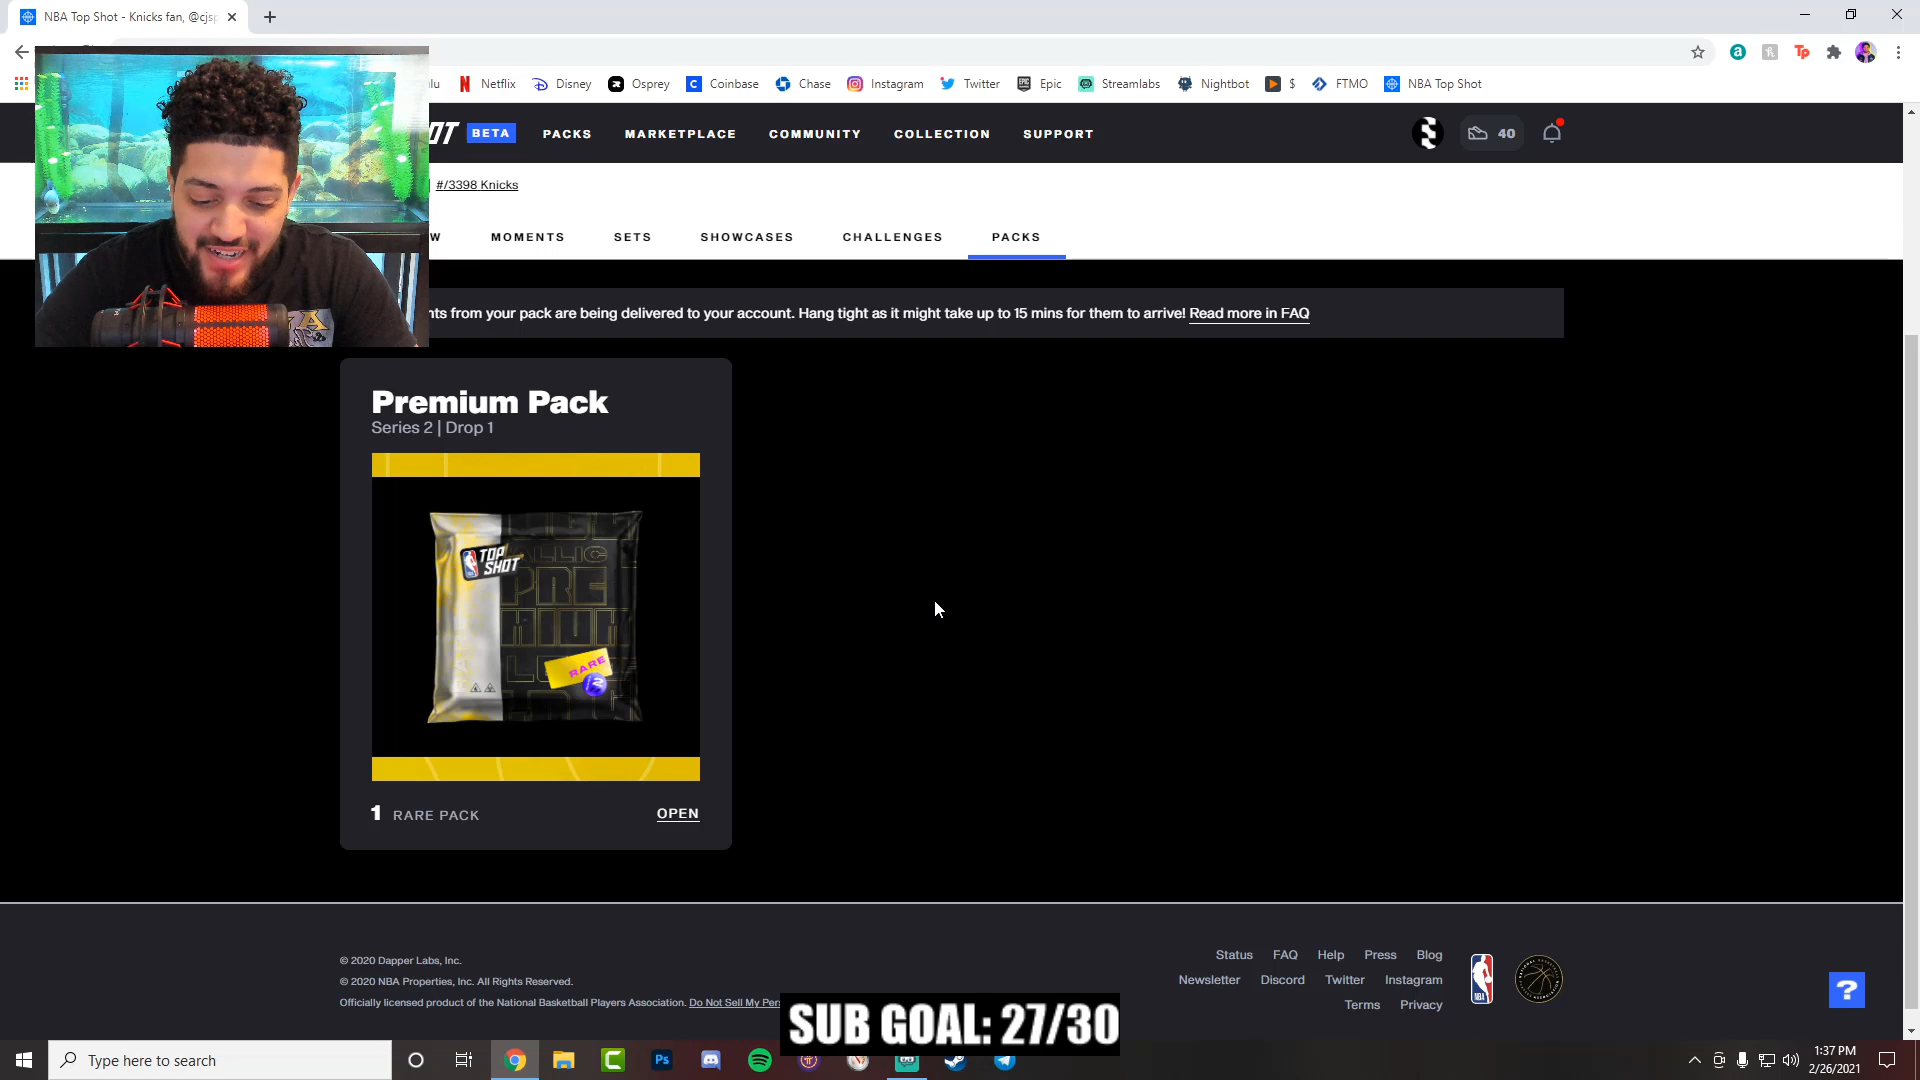 NBA Top Shot - Knicks fan, @cjsp
Netflix
Disney
Osprey
Coinbase
Chase
Instagram
Twitter
Epic
Streamlabs
Nightbot
$
FTMO
NBA Top Shot
BETA
PACKS
MARKETPLACE
COMMUNITY
COLLECTION
SUPPORT
40
#/3398 Knicks
W
MOMENTS
SETS
SHOWCASES
CHALLENGES
PACKS
nts from your pack are being delivered to your account. Hang tight as it might take up to 15 mins for them to arrive! Read more in FAQ
Premium Pack
Series 2 | Drop 1
TOP
SHOT
ALLIC
PRE
MIUM
RARE
1 RARE PACK
OPEN
Status FAQ Help Press Blog
Newsletter Discord Twitter Instagram
Terms Privacy
© 2020 Dapper Labs, Inc.
© 2020 NBA Properties, Inc. All Rights Reserved.
Officially licensed product of the National Basketball Players Association. Do Not Sell My Per
NBA
?
SUB GOAL: 27/30
Type here to search
Ps
1:37 PM
2/26/2021